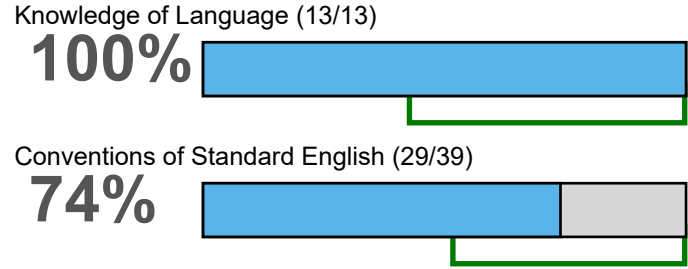 Knowledge of Language (13/13)
100%
Conventions of Standard English (29/39)
74%